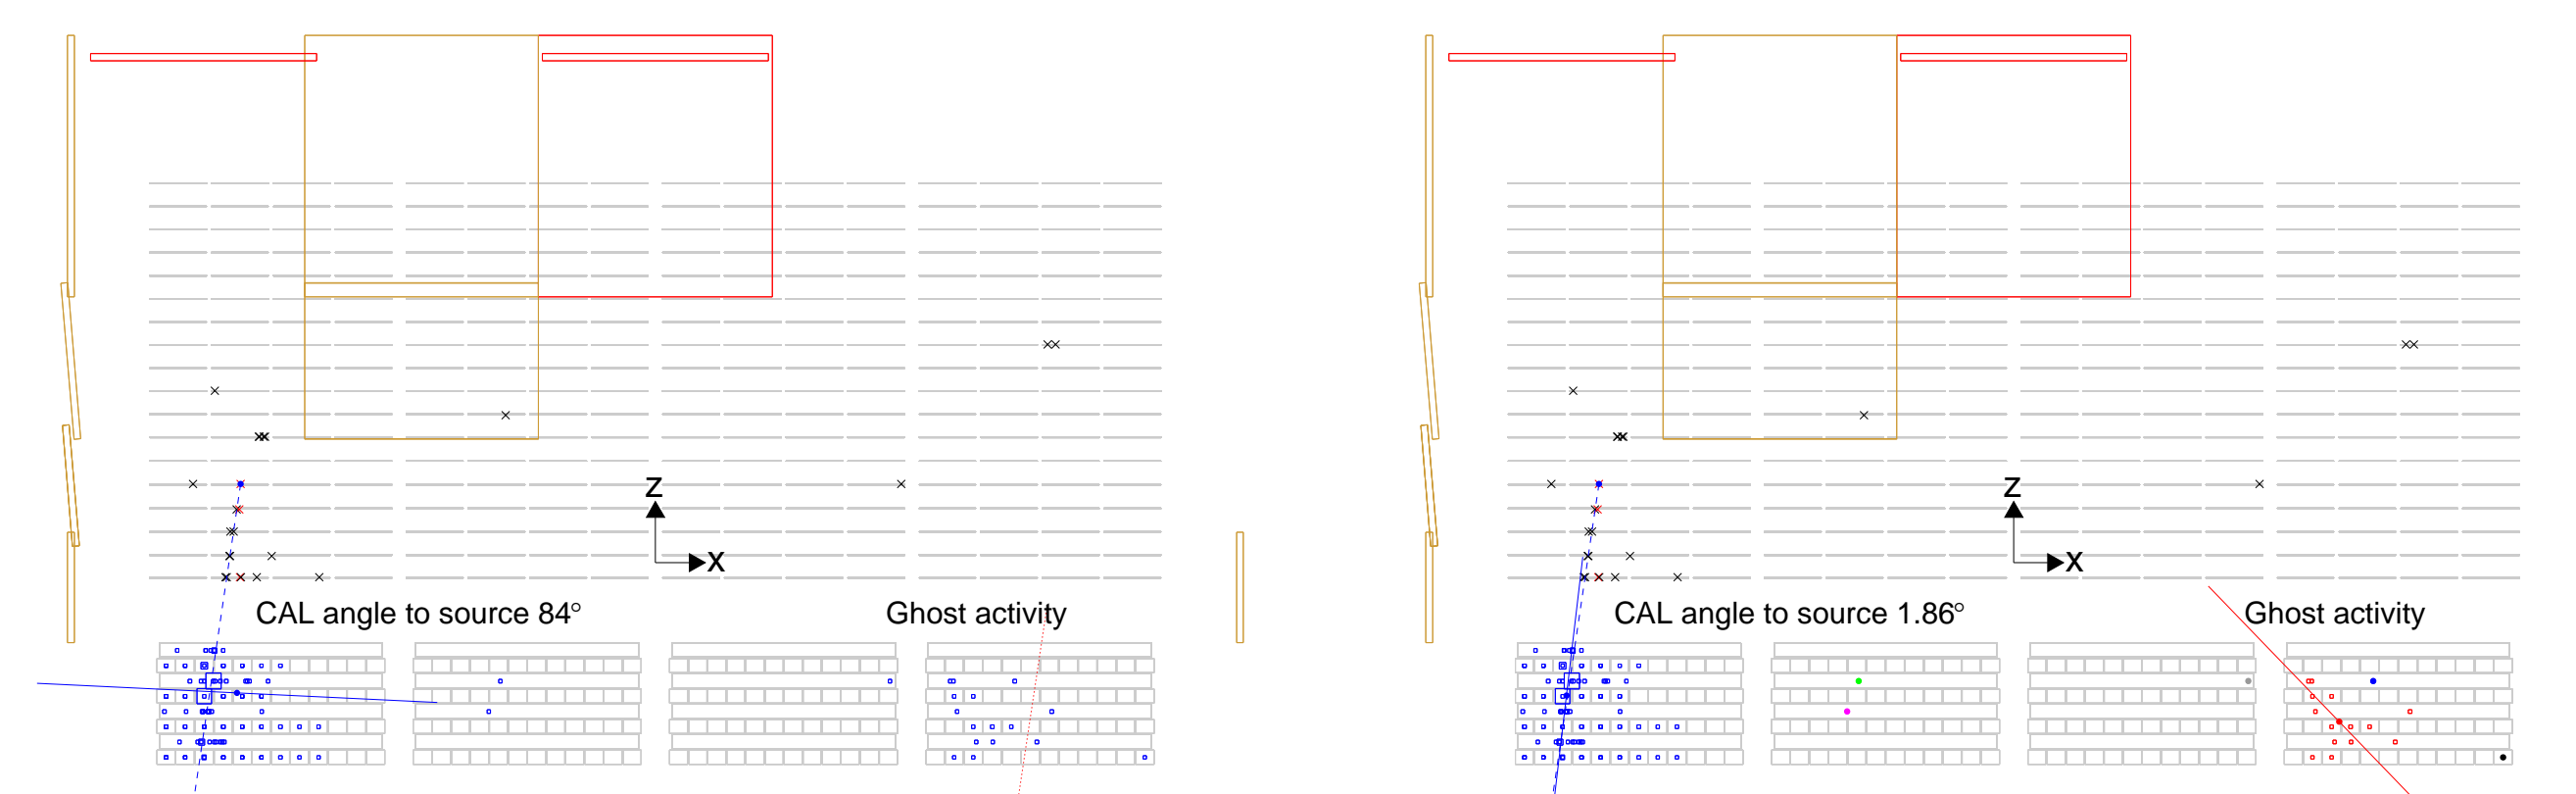 Z
X
CAL angle to source 84° Ghost activity
Z
X
CAL angle to source 1.86° Ghost activity